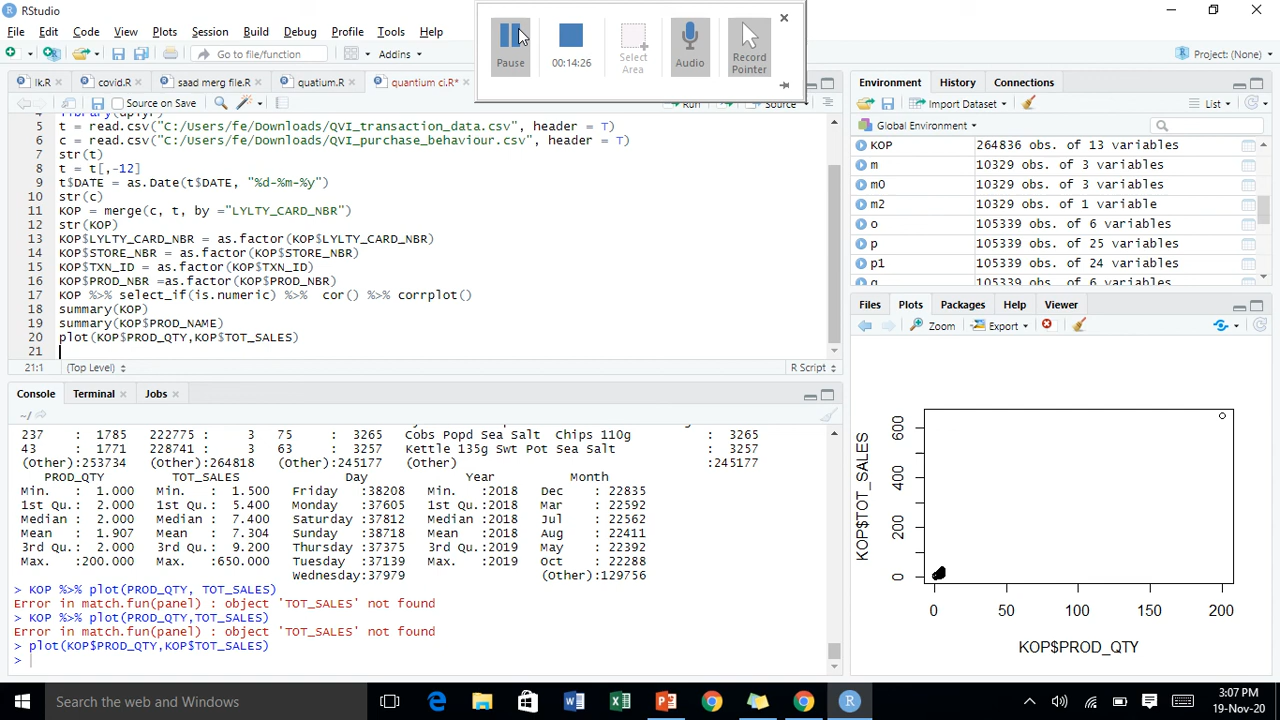 RStudio
File Edit Code View Plots Session Build Debug Profile Tools Help
Go to file/function
Addins
Project: (None)
Pause
00:14:26
Select Area
Audio
Record Pointer
lk.R
covid.R
saad merg file.R
quatium.R
quantium ci.R*
Source on Save
Run
Source
4
5 t = read.csv("C:/Users/fe/Downloads/QVI_transaction_data.csv", header = T)
6 c = read.csv("C:/Users/fe/Downloads/QVI_purchase_behaviour.csv", header = T)
7 str(t)
8 t = t[,-12]
9 t$DATE = as.Date(t$DATE, "%d-%m-%y")
10 str(c)
11 KOP = merge(c, t, by ="LYLTY_CARD_NBR")
12 str(KOP)
13 KOP$LYLTY_CARD_NBR = as.factor(KOP$LYLTY_CARD_NBR)
14 KOP$STORE_NBR = as.factor(KOP$STORE_NBR)
15 KOP$TXN_ID = as.factor(KOP$TXN_ID)
16 KOP$PROD_NBR =as.factor(KOP$PROD_NBR)
17 KOP %>% select_if(is.numeric) %>%  cor() %>% corrplot()
18 summary(KOP)
19 summary(KOP$PROD_NAME)
20 plot(KOP$PROD_QTY,KOP$TOT_SALES)
21
21:1 (Top Level) R Script
Console Terminal Jobs
~/
237 : 1785 222775 : 3 75 : 3265 Cobs Popd Sea Salt Chips 110g : 3265
43 : 1771 228741 : 3 63 : 3257 Kettle 135g Swt Pot Sea Salt : 3257
(Other):253734 (Other):264818 (Other):245177 (Other) :245177
PROD_QTY TOT_SALES Day Year Month
Min. : 1.000 Min. : 1.500 Friday :38208 Min. :2018 Dec : 22835
1st Qu.: 2.000 1st Qu.: 5.400 Monday :37605 1st Qu.:2018 Mar : 22592
Median : 2.000 Median : 7.400 Saturday :37812 Median :2018 Jul : 22562
Mean : 1.907 Mean : 7.304 Sunday :38718 Mean :2018 Aug : 22411
3rd Qu.: 2.000 3rd Qu.: 9.200 Thursday :37375 3rd Qu.:2019 May : 22392
Max. :200.000 Max. :650.000 Tuesday :37139 Max. :2019 Oct : 22288
Wednesday:37979 (Other):129756
> KOP %>% plot(PROD_QTY, TOT_SALES)
Error in match.fun(panel) : object 'TOT_SALES' not found
> KOP %>% plot(PROD_QTY,TOT_SALES)
Error in match.fun(panel) : object 'TOT_SALES' not found
> plot(KOP$PROD_QTY,KOP$TOT_SALES)
>
Environment History Connections
Import Dataset
List
Global Environment
KOP 264836 obs. of 13 variables
m 10329 obs. of 3 variables
m0 10329 obs. of 3 variables
m2 10329 obs. of 1 variable
o 105339 obs. of 6 variables
p 105339 obs. of 25 variables
p1 105339 obs. of 24 variables
q 105339 obs. of 6 variables
Files Plots Packages Help Viewer
Zoom Export
KOP$TOT_SALES
600
400
200
0
0 50 100 150 200
KOP$PROD_QTY
Search the web and Windows
3:07 PM
19-Nov-20